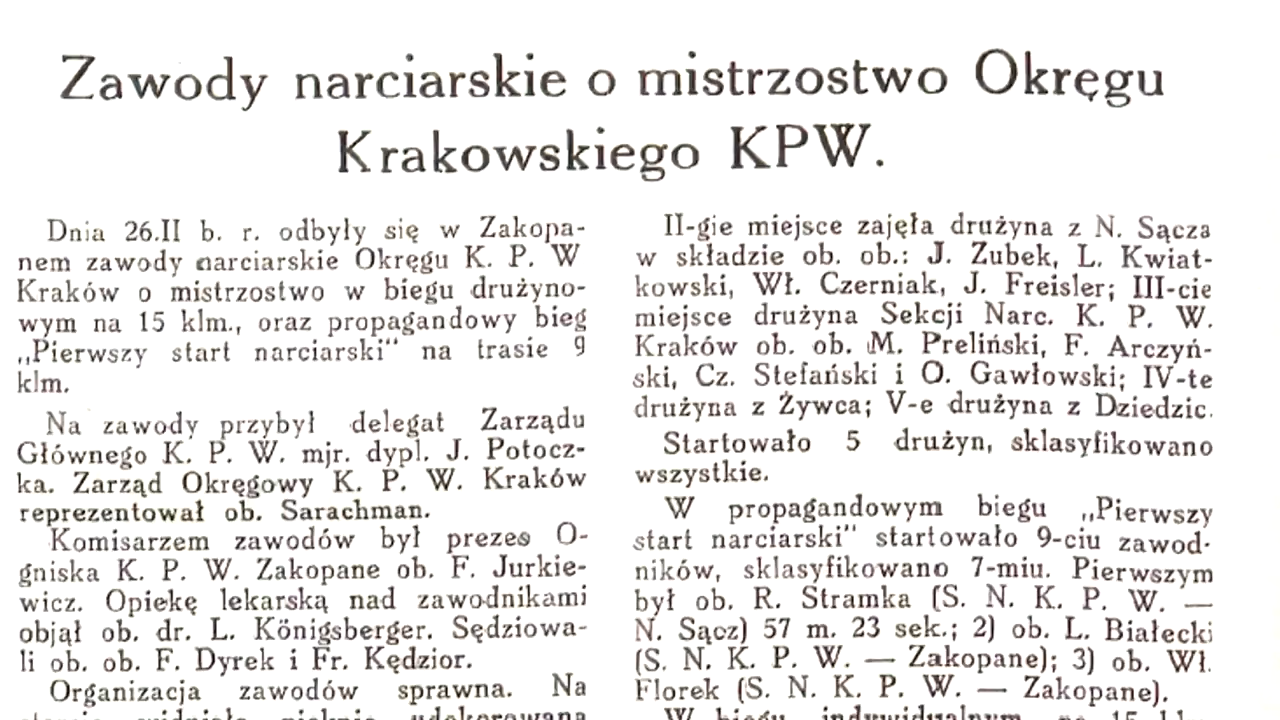 Zawody narciarskie o mistrzostwo Okręgu
Krakowskiego KPW.
Dnia 26.II b. r. odbyły się w Zakopa-
nem zawody narciarskie Okręgu K. P. W
Kraków o mistrzostwo w biegu drużyno-
wym na 15 klm., oraz propagandowy bieg
„Pierwszy start narciarski" na trasie 9
klm.
Na zawody przybył delegat Zarządu
Głównego K. P. W. mjr. dypl. J. Potocz-
ka. Zarząd Okręgowy K. P. W. Kraków
reprezentował ob. Sarachman.
Komisarzem zawodów był prezes O-
gniska K. P. W. Zakopane ob. F. Jurkie-
wicz. Opiekę lekarską nad zawodnikami
objął ob. dr. L. Königsberger. Sędziowa-
li ob. ob. F. Dyrek i Fr. Kędzior.
Organizacja zawodów sprawna. Na
II-gie miejsce zajęła drużyna z N. Sącza
w składzie ob. ob.: J. Zubek, L. Kwiat-
kowski, Wł. Czerniak, J. Freisler; III-cie
miejsce drużyna Sekcji Narc. K. P. W.
Kraków ob. ob. M. Preliński, F. Arczyń-
ski, Cz. Stefański i O. Gawłowski; IV-te
drużyna z Żywca; V-e drużyna z Dziedzic.
Startowało 5 drużyn, sklasyfikowano
wszystkie.
W propagandowym biegu „Pierwszy
start narciarski" startowało 9-ciu zawod-
ników, sklasyfikowano 7-miu. Pierwszym
był ob. R. Stramka (S. N. K. P. W. —
N. Sącz) 57 m. 23 sek.; 2) ob. L. Białecki
(S. N. K. P. W. — Zakopane); 3) ob. Wł.
Florek (S. N. K. P. W. — Zakopane).
W biegu indywidualnym na 15 klm